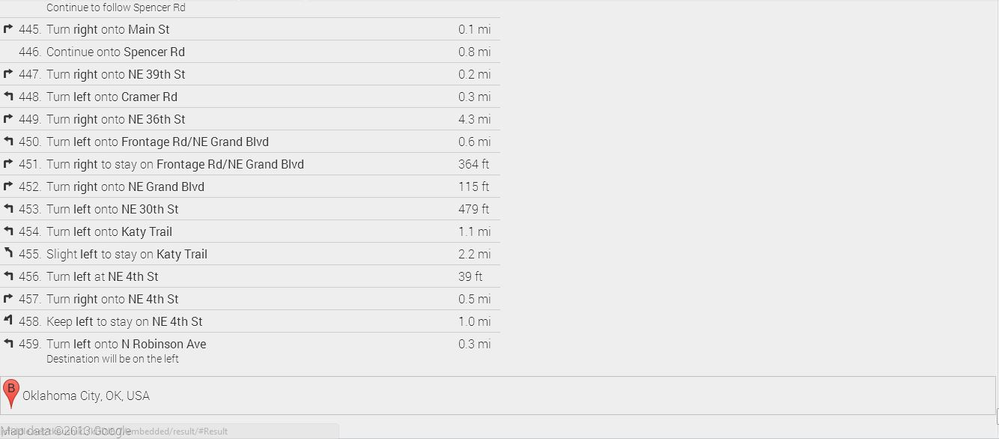 Continue to follow Spencer Rd
445. Turn right onto Main St 0.1 mi
446. Continue onto Spencer Rd 0.8 mi
447. Turn right onto NE 39th St 0.2 mi
448. Turn left onto Cramer Rd 0.3 mi
449. Turn right onto NE 36th St 4.3 mi
450. Turn left onto Frontage Rd/NE Grand Blvd 0.6 mi
451. Turn right to stay on Frontage Rd/NE Grand Blvd 364 ft
452. Turn right onto NE Grand Blvd 115 ft
453. Turn left onto NE 30th St 479 ft
454. Turn left onto Katy Trail 1.1 mi
455. Slight left to stay on Katy Trail 2.2 mi
456. Turn left at NE 4th St 39 ft
457. Turn right onto NE 4th St 0.5 mi
458. Keep left to stay on NE 4th St 1.0 mi
459. Turn left onto N Robinson Ave 0.3 mi
Destination will be on the left
B Oklahoma City, OK, USA
Map data ©2013 Google
embedded/result/#Result